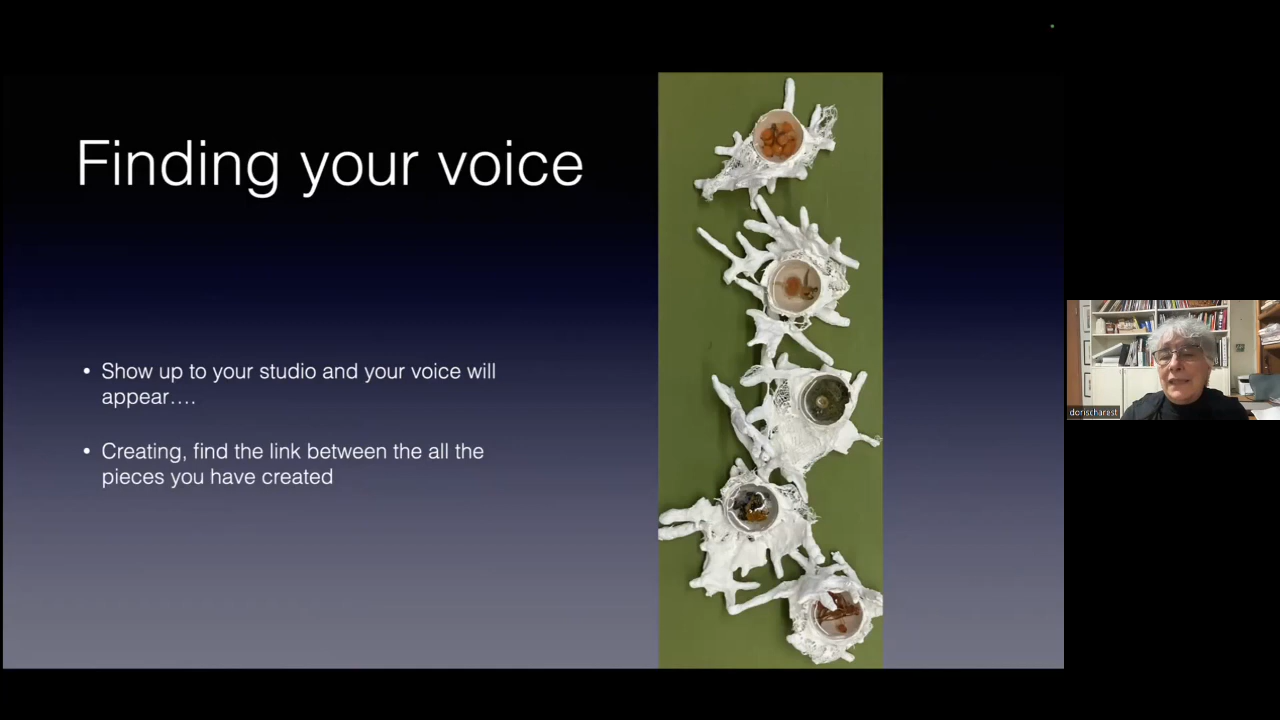 Finding your voice
• Show up to your studio and your voice will
appear….
• Creating, find the link between the all the
pieces you have created
dorischarest